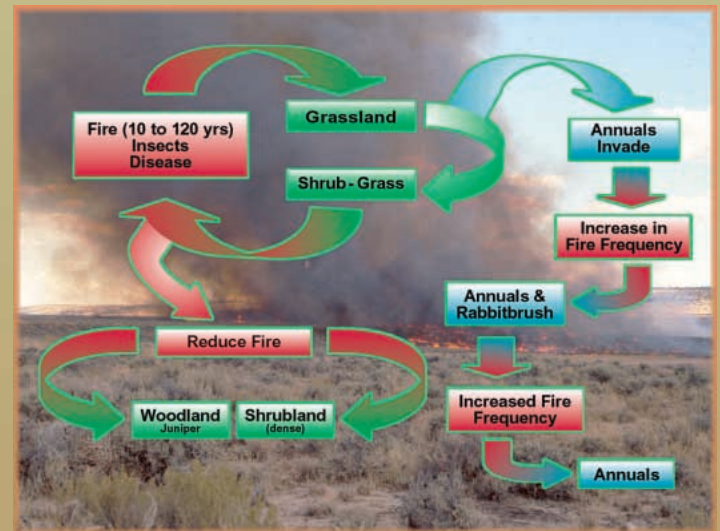 Fire (10 to 120 yrs)
Insects
Disease
Grassland
Shrub - Grass
Annuals
Invade
Increase in
Fire Frequency
Annuals &
Rabbitbrush
Reduce Fire
Woodland
Juniper
Shrubland
(dense)
Increased Fire
Frequency
Annuals